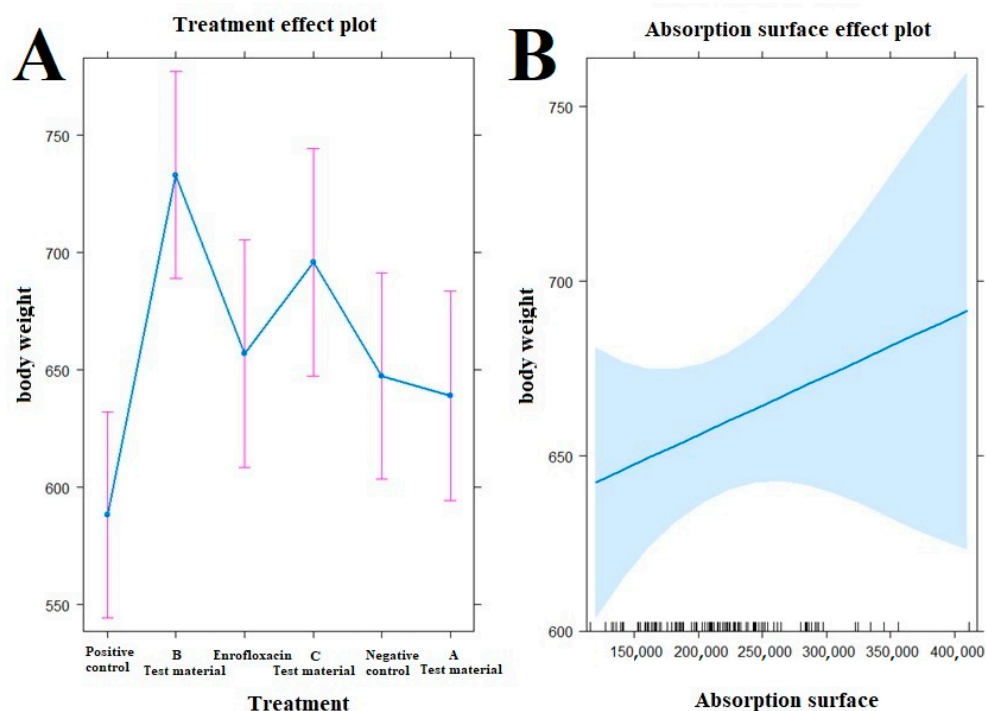 A
Treatment effect plot
body weight
750
700
650
600
550
Positive
control
B
Test material
Enrofloxacin
C
Test material
Negative
control
A
Test material
Treatment
B
Absorption surface effect plot
body weight
750
700
650
600
150,000 200,000 250,000 300,000 350,000 400,000
Absorption surface